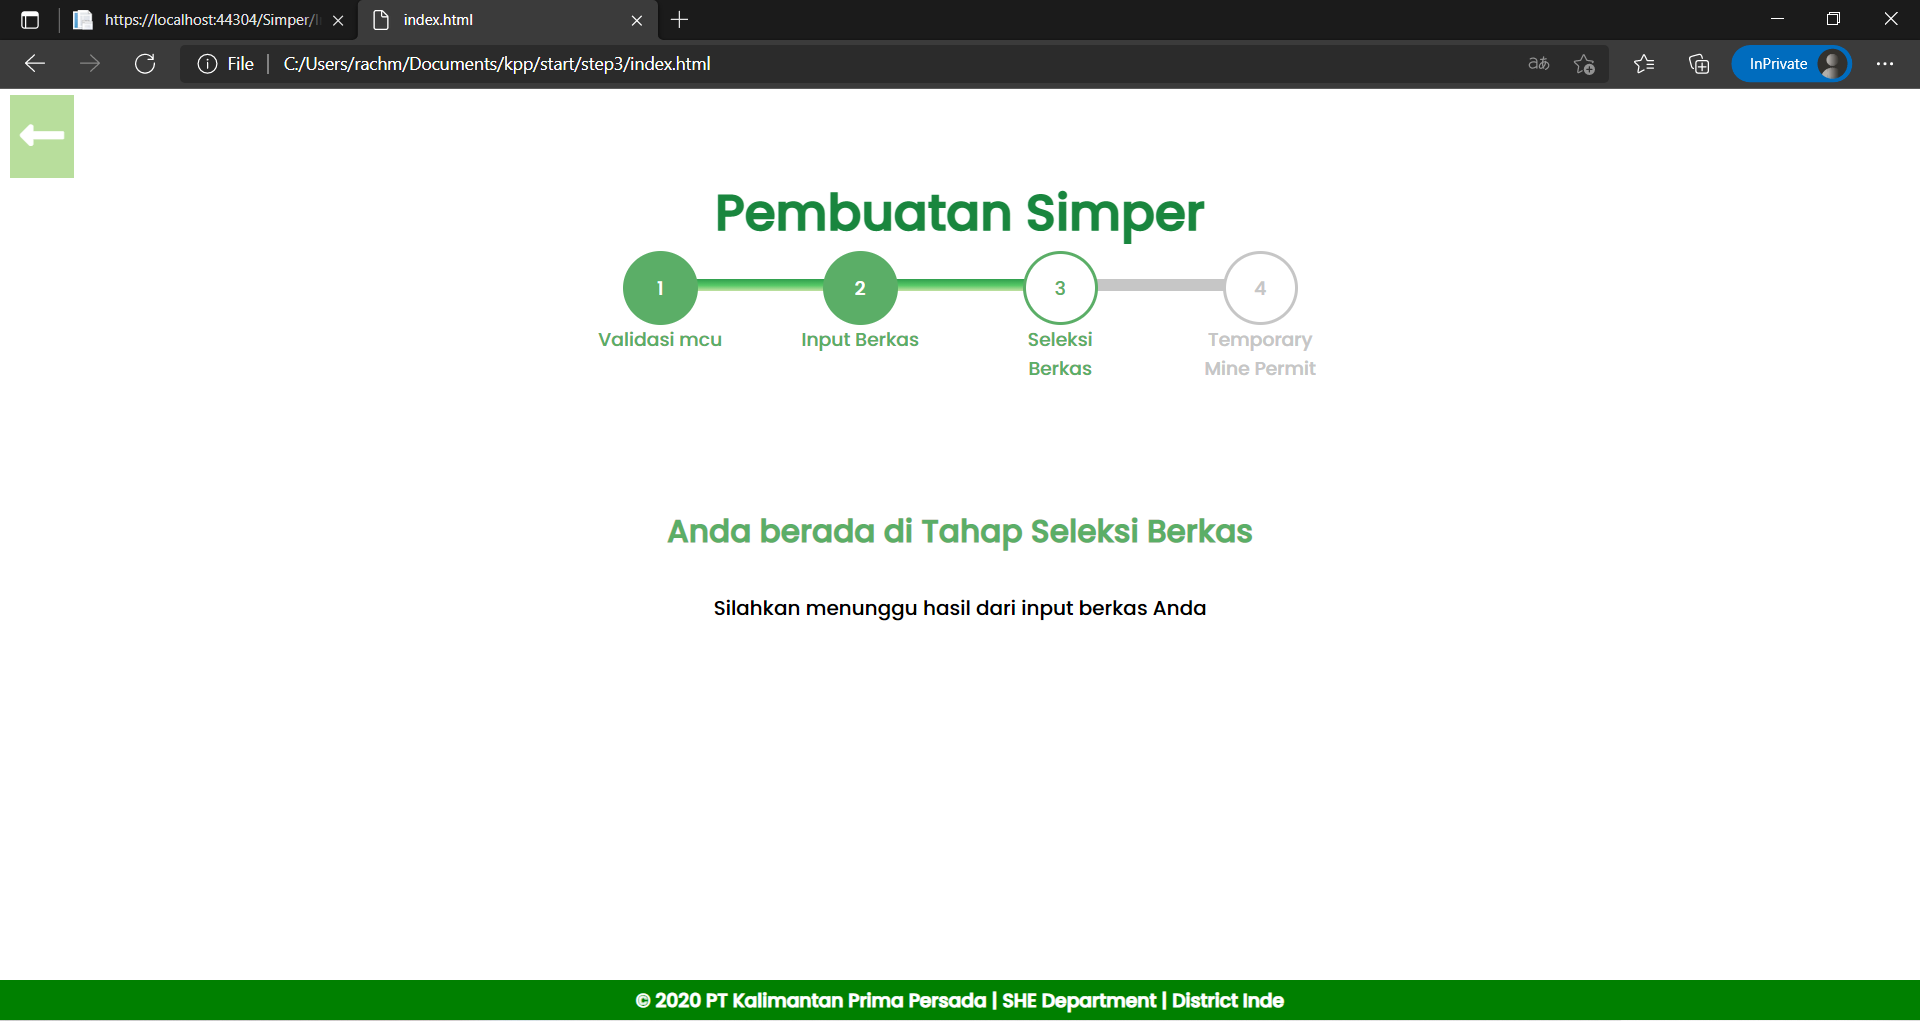 https://localhost:44304/Simper/
index.html
File
C:/Users/rachm/Documents/kpp/start/step3/index.html
aあ
InPrivate
Pembuatan Simper
1
2
3
4
Validasi mcu
Input Berkas
Seleksi
Berkas
Temporary
Mine Permit
Anda berada di Tahap Seleksi Berkas
Silahkan menunggu hasil dari input berkas Anda
© 2020 PT Kalimantan Prima Persada | SHE Department | District Inde